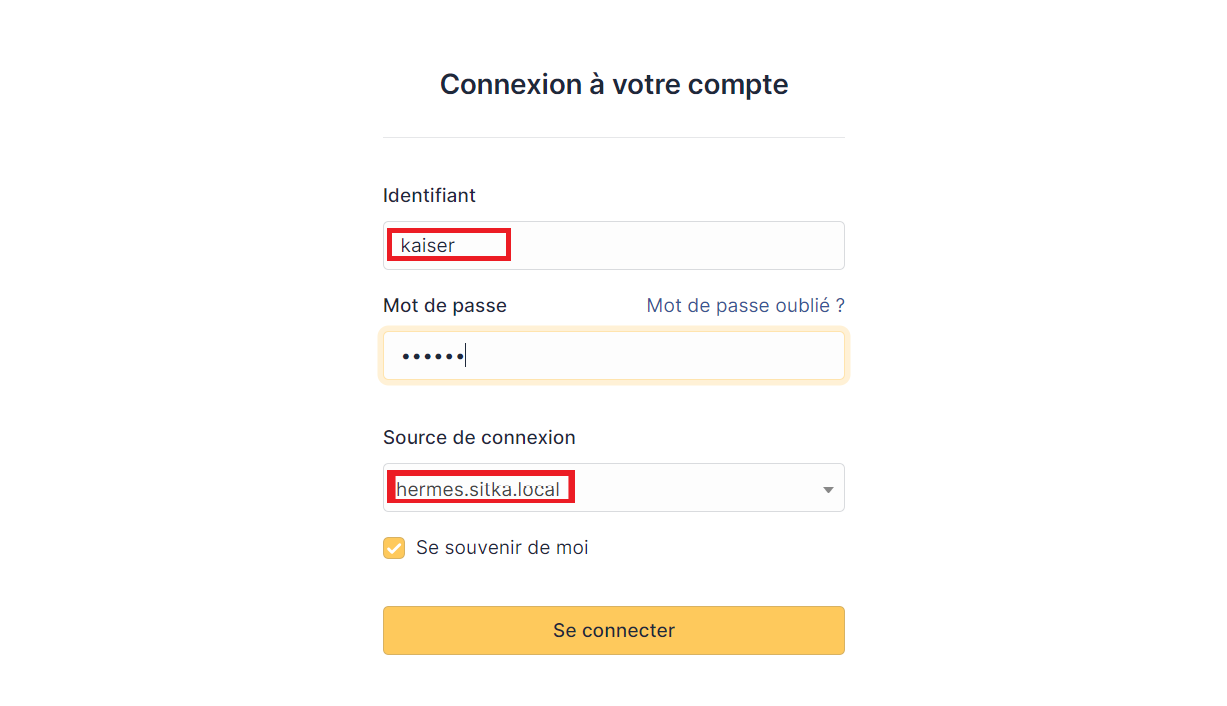 Connexion à votre compte
Identifiant
kaiser
Mot de passe Mot de passe oublié ?
••••••
Source de connexion
hermes.sitka.local
Se souvenir de moi
Se connecter